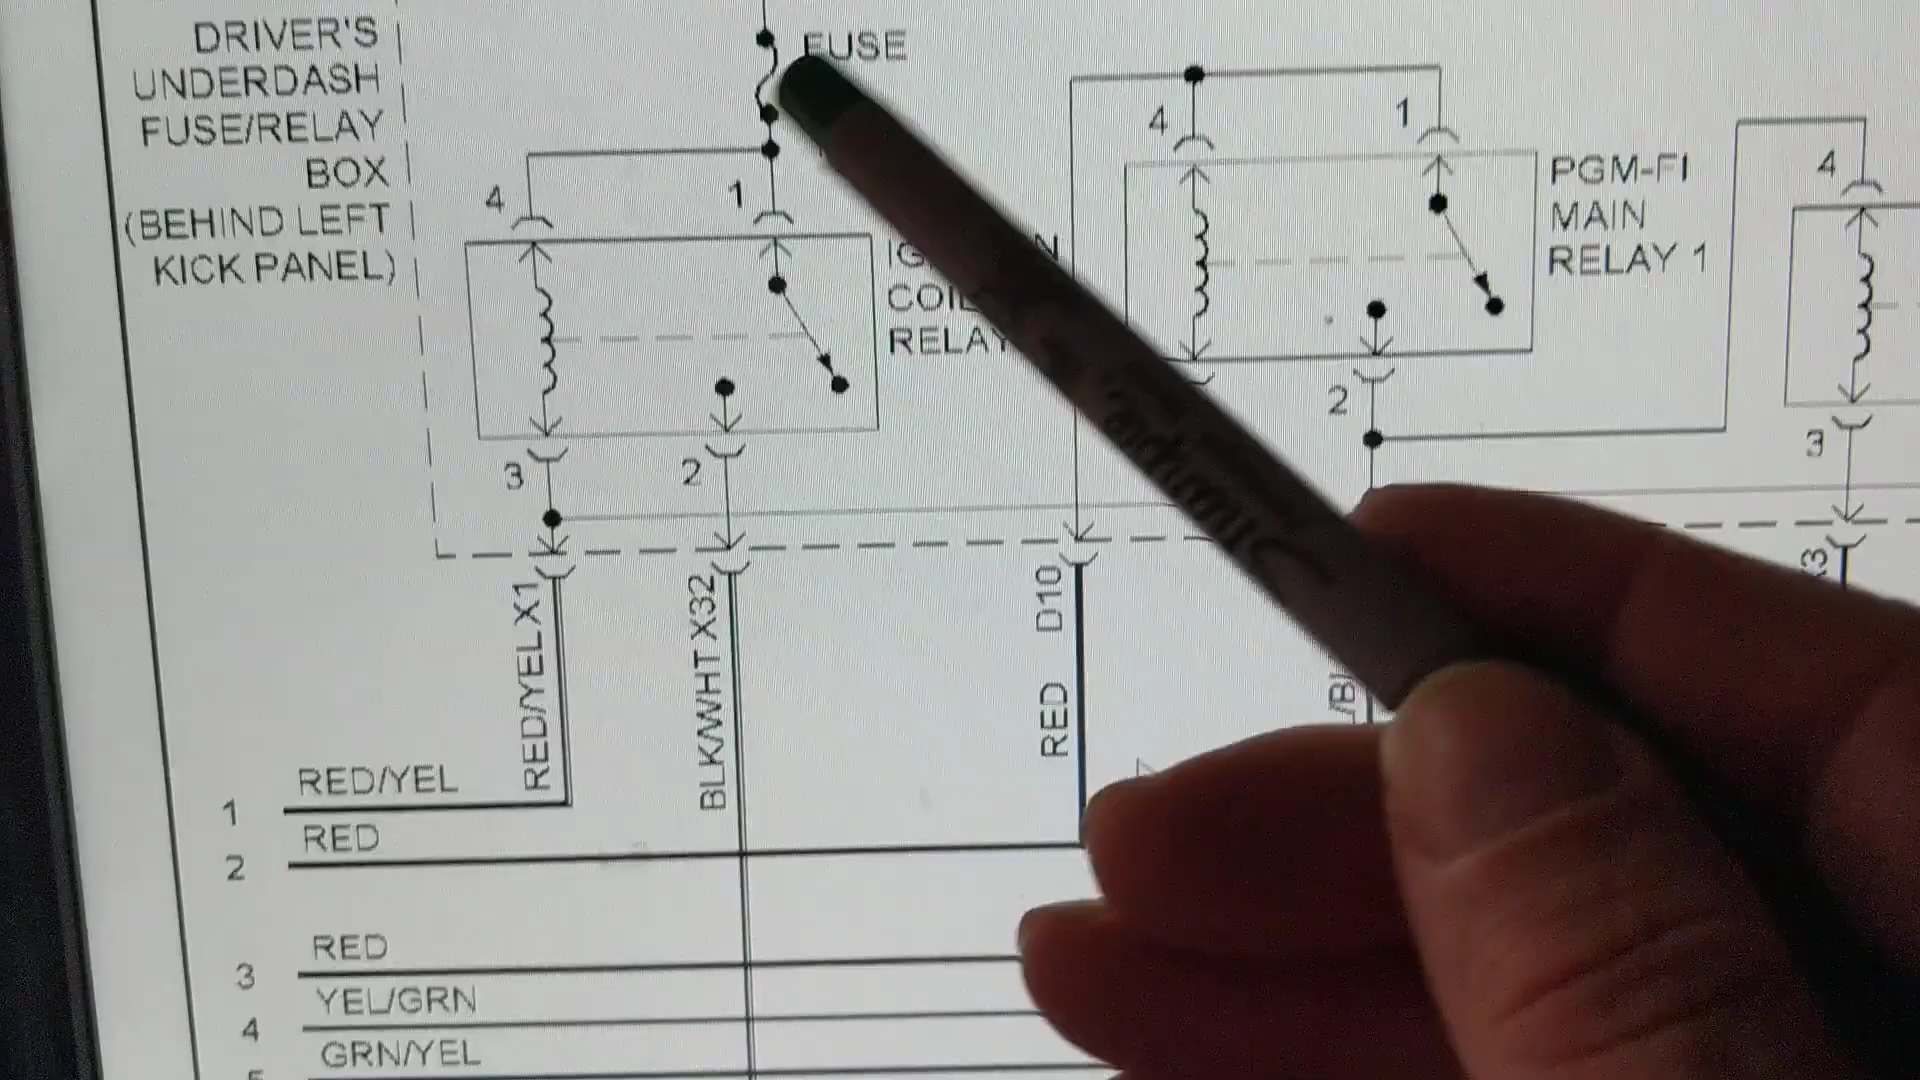 DRIVER'S
UNDERDASH
FUSE/RELAY
BOX
(BEHIND LEFT
KICK PANEL)
FUSE
4
1
COIL
RELAY
3
2
4
1
PGM-FI
MAIN
RELAY 1
2
4
3
RED/YEL X1
BLK/WHT X32
RED D10
1 RED/YEL
2 RED
3 RED
4 YEL/GRN
GRN/YEL